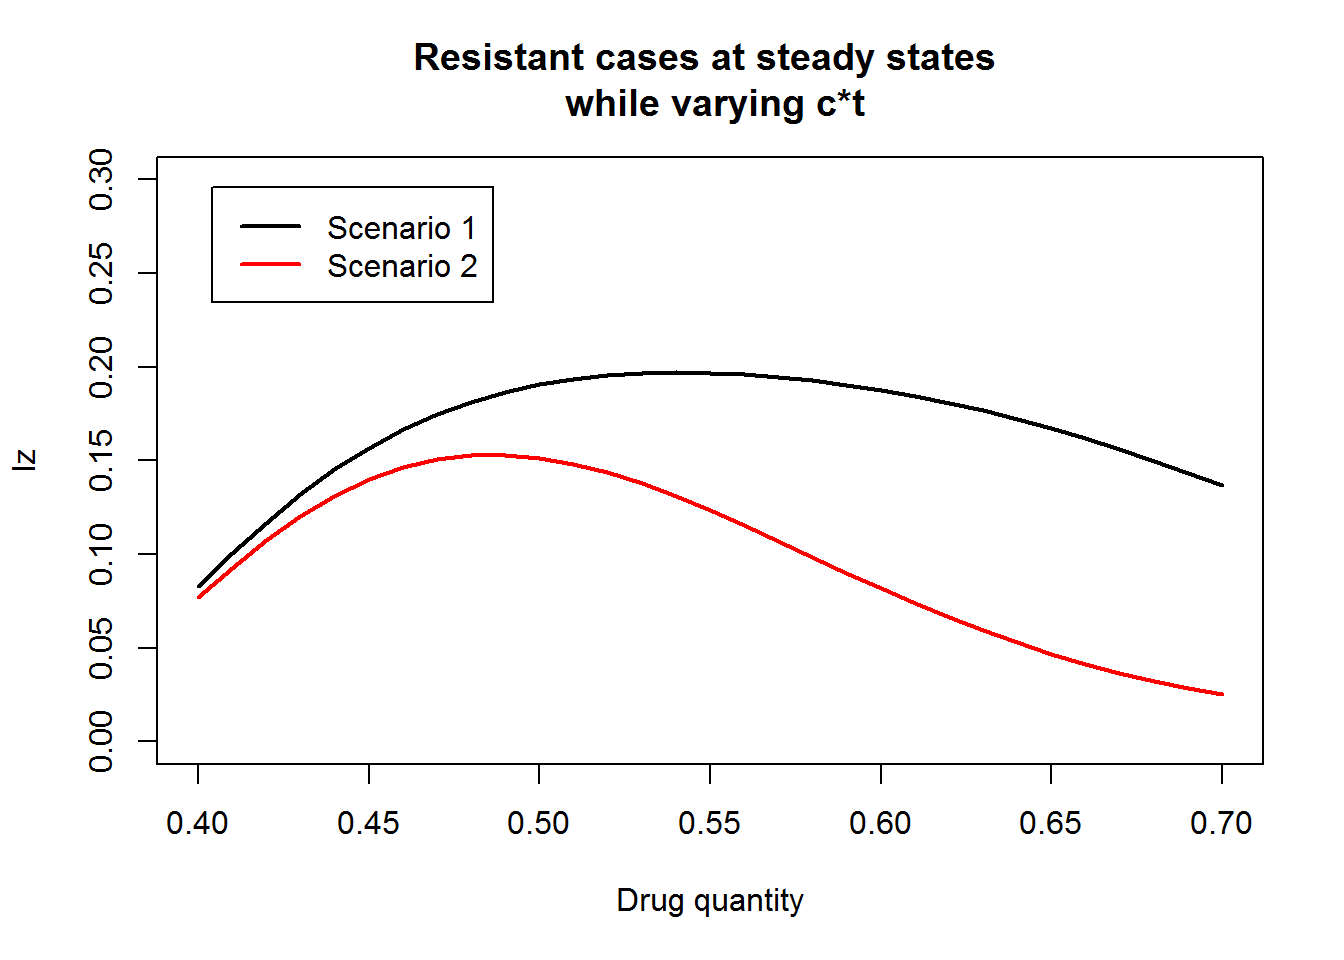 Resistant cases at steady states
while varying c*t
0.30
0.25
0.20
0.15
0.10
0.05
0.00
Iz
Scenario 1
Scenario 2
0.40 0.45 0.50 0.55 0.60 0.65 0.70
Drug quantity